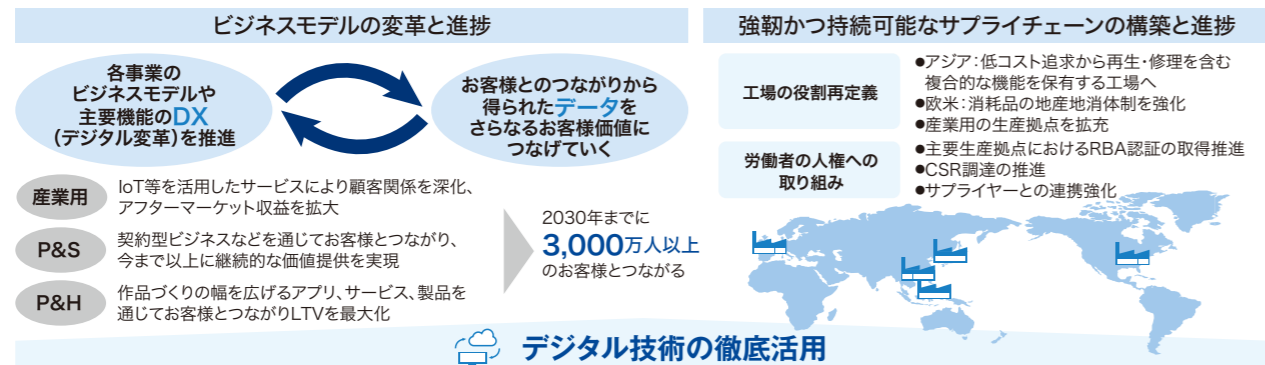 ビジネスモデルの変革と進捗
各事業の
ビジネスモデルや
主要機能のDX
(デジタル変革)を推進
お客様とのつながりから
得られたデータを
さらなるお客様価値に
つなげていく
産業用
IoT等を活用したサービスにより顧客関係を深化、
アフターマーケット収益を拡大
P&S
契約型ビジネスなどを通じてお客様とつながり、
今まで以上に継続的な価値提供を実現
P&H
作品づくりの幅を広げるアプリ、サービス、製品を
通じてお客様とつながりLTVを最大化
2030年までに
3,000万人以上
のお客様とつながる
強靭かつ持続可能なサプライチェーンの構築と進捗
工場の役割再定義
●アジア:低コスト追求から再生・修理を含む
複合的な機能を保有する工場へ
●欧米:消耗品の地産地消体制を強化
●産業用の生産拠点を拡充
労働者の人権への
取り組み
●主要生産拠点におけるRBA認証の取得推進
●CSR調達の推進
●サプライヤーとの連携強化
デジタル技術の徹底活用